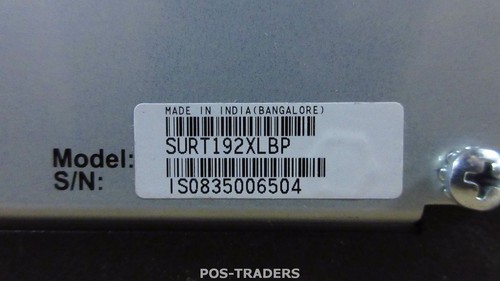 MADE IN INDIA(BANGALORE)
Model: SURT192XLBP
S/N: IS0835006504
POS-TRADERS